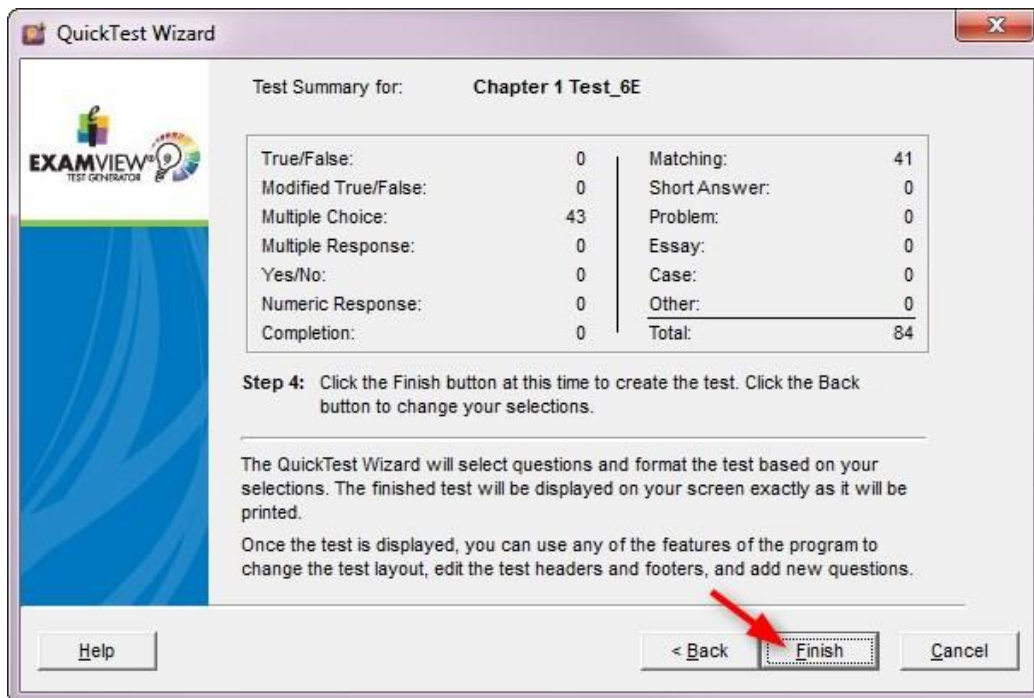 QuickTest Wizard
Test Summary for: Chapter 1 Test_6E
EXAMVIEW®
TEST GENERATOR
True/False: 0
Modified True/False: 0
Multiple Choice: 43
Multiple Response: 0
Yes/No: 0
Numeric Response: 0
Completion: 0
Matching: 41
Short Answer: 0
Problem: 0
Essay: 0
Case: 0
Other: 0
Total: 84
Step 4: Click the Finish button at this time to create the test. Click the Back
button to change your selections.
The QuickTest Wizard will select questions and format the test based on your
selections. The finished test will be displayed on your screen exactly as it will be
printed.
Once the test is displayed, you can use any of the features of the program to
change the test layout, edit the test headers and footers, and add new questions.
Help < Back Finish Cancel